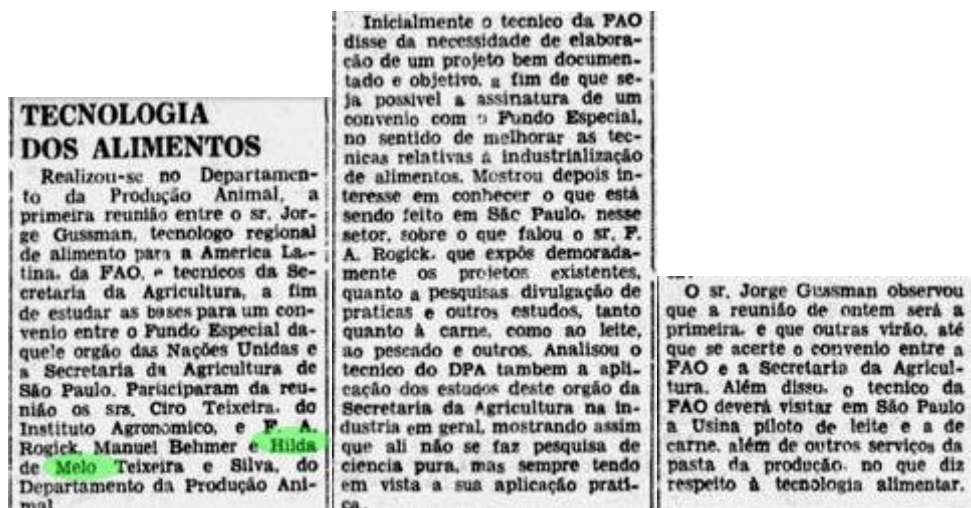 TECNOLOGIA
DOS ALIMENTOS
Realizou-se no Departamen-
to da Produção Animal, a
primeira reunião entre o sr. Jor-
ge Gussman, tecnologo regional
de alimento para a America La-
tina, da FAO, e tecnicos da Se-
cretaria da Agricultura, a fim
de estudar as bases para um con-
venio entre o Fundo Especial da-
quele orgão das Nações Unidas e
a Secretaria da Agricultura de
São Paulo. Participaram da reu-
nião os srs. Ciro Teixeira, do
Instituto Agronomico, e F. A.
Rogick, Manuel Behmer e Hilda
de Melo Teixeira e Silva, do
Departamento da Produção Ani-
mal.
Inicialmente o tecnico da FAO
disse da necessidade de elabora-
cão de um projeto bem documen-
tado e objetivo, a fim de que se-
ja possivel a assinatura de um
convenio com o Fundo Especial,
no sentido de melhorar as tec-
nicas relativas à industrialização
de alimentos. Mostrou depois in-
teresse em conhecer o que está
sendo feito em São Paulo, nesse
setor, sobre o que falou o sr. F.
A. Rogick, que expôs demorada-
mente os projetos existentes,
quanto a pesquisas divulgação de
praticas e outros estudos, tanto
quanto à carne, como ao leite,
ao pescado e outros. Analisou o
tecnico do DPA tambem a apli-
cação dos estudos deste orgão da
Secretaria da Agricultura na in-
dustria em geral, mostrando assim
que ali não se faz pesquisa de
ciencia pura, mas sempre tendo
em vista a sua aplicação prati-
ca.
O sr. Jorge Gussman observou
que a reunião de ontem será a
primeira, e que outras virão, até
que se acerte o convenio entre a
FAO e a Secretaria da Agricul-
tura. Além disso, o tecnico da
FAO deverá visitar em São Paulo
a Usina piloto de leite e a de
carne, além de outros serviços da
pasta da produção, no que diz
respeito à tecnologia alimentar.